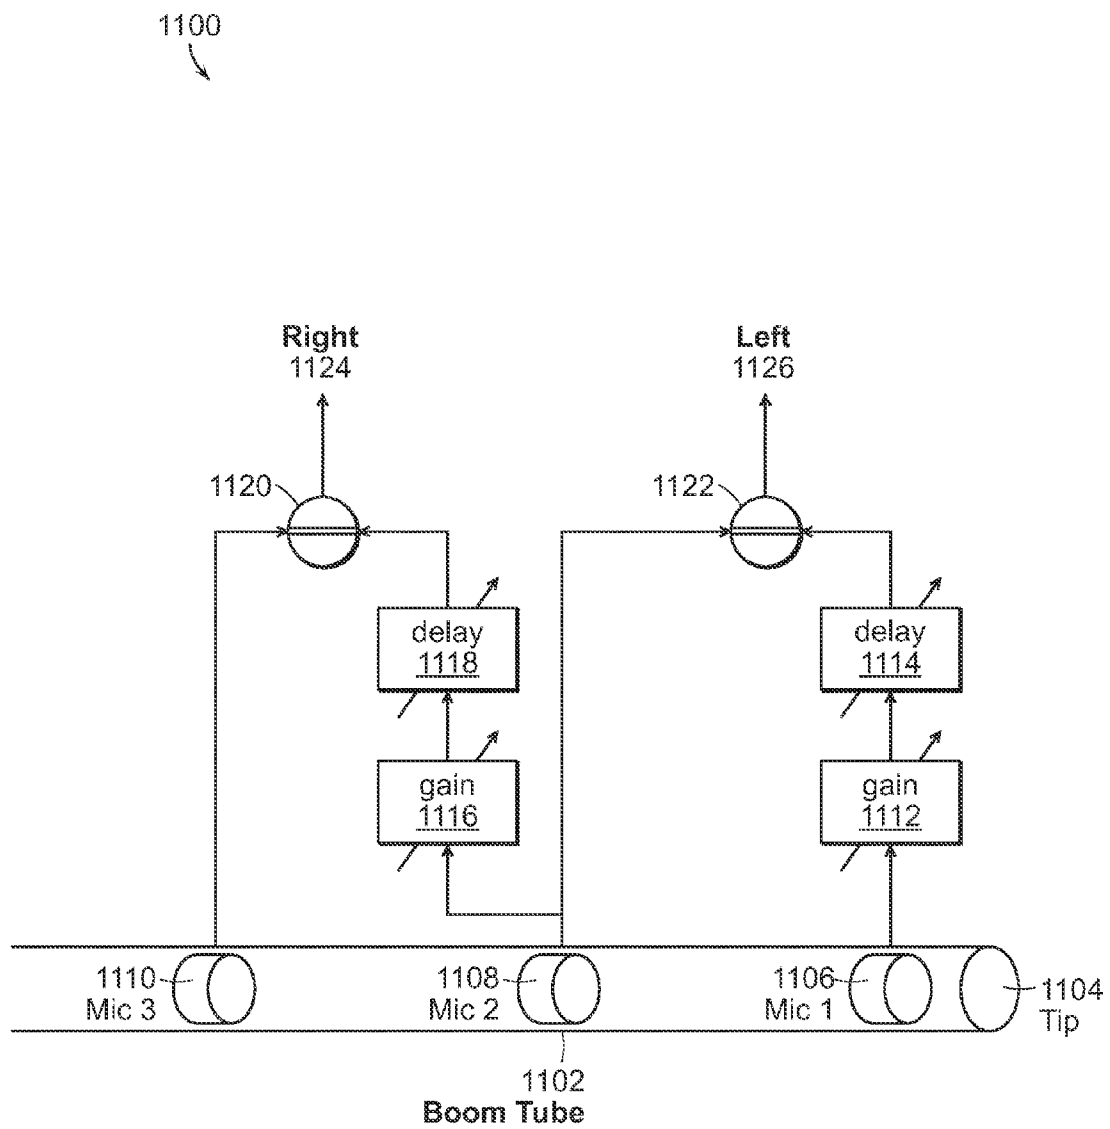 1100
Right
1124
Left
1126
1120
1122
delay
1118
delay
1114
gain
1116
gain
1112
1110
Mic 3
1108
Mic 2
1106
Mic 1
1104
Tip
1102
Boom Tube